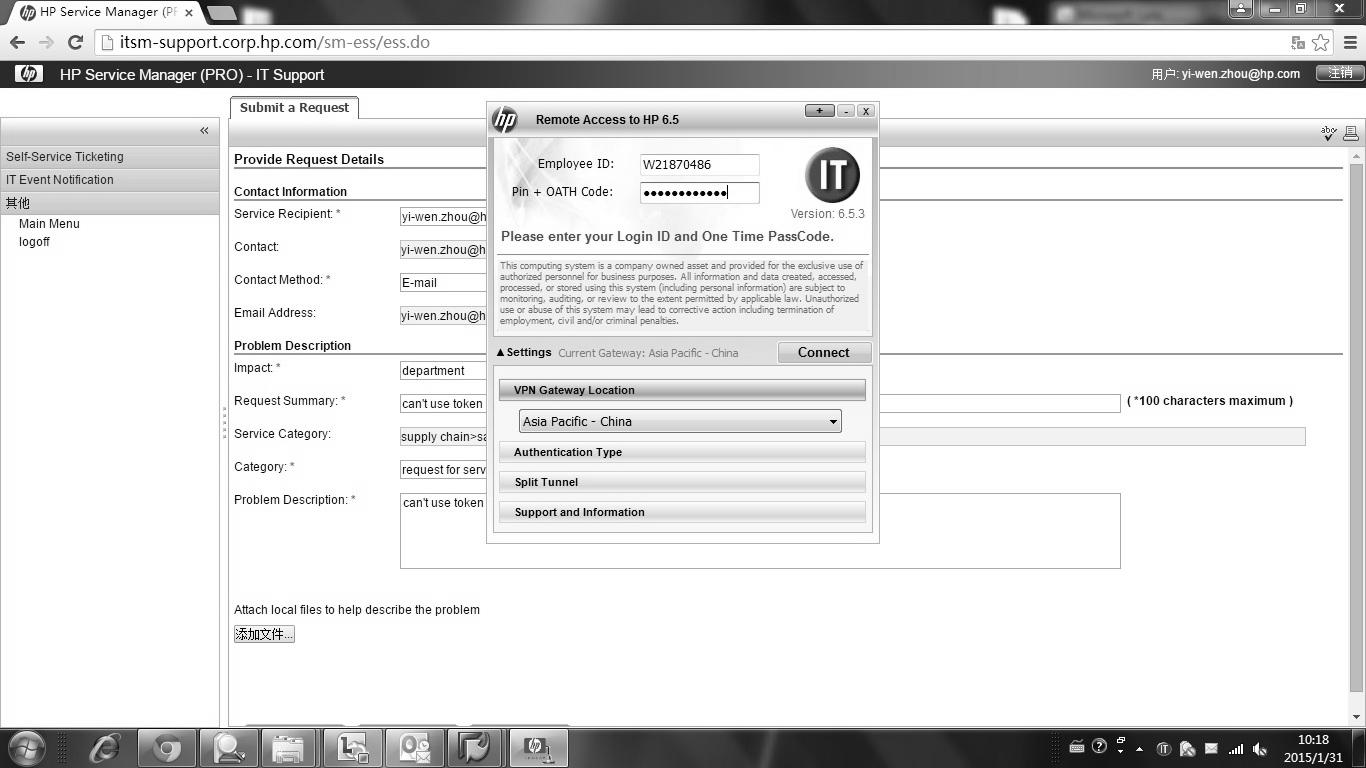 HP Service Manager (PR
itsm-support.corp.hp.com/sm-ess/ess.do
HP Service Manager (PRO) - IT Support
用户: yi-wen.zhou@hp.com
注销
Submit a Request
Self-Service Ticketing
IT Event Notification
其他
Main Menu
logoff
Provide Request Details
Contact Information
Service Recipient: *
yi-wen.zhou@h
Contact:
yi-wen.zhou@h
Contact Method: *
E-mail
Email Address:
yi-wen.zhou@h
Problem Description
Impact: *
department
Request Summary: *
can't use token
( *100 characters maximum )
Service Category:
supply chain>sa
Category: *
request for serv
Problem Description: *
can't use token
Attach local files to help describe the problem
添加文件...
hp
Remote Access to HP 6.5
+
-
x
Employee ID:
W21870486
Pin + OATH Code:
●●●●●●●●●●●●
IT
Version: 6.5.3
Please enter your Login ID and One Time PassCode.
This computing system is a company owned asset and provided for the exclusive use of
authorized personnel for business purposes. All information and data created, accessed,
processed, or stored using this system (including personal information) are subject to
monitoring, auditing, or review to the extent permitted by applicable law. Unauthorized
use or abuse of this system may lead to corrective action including termination of
employment, civil and/or criminal penalties.
▲Settings
Current Gateway: Asia Pacific - China
Connect
VPN Gateway Location
Asia Pacific - China
Authentication Type
Split Tunnel
Support and Information
10:18
2015/1/31